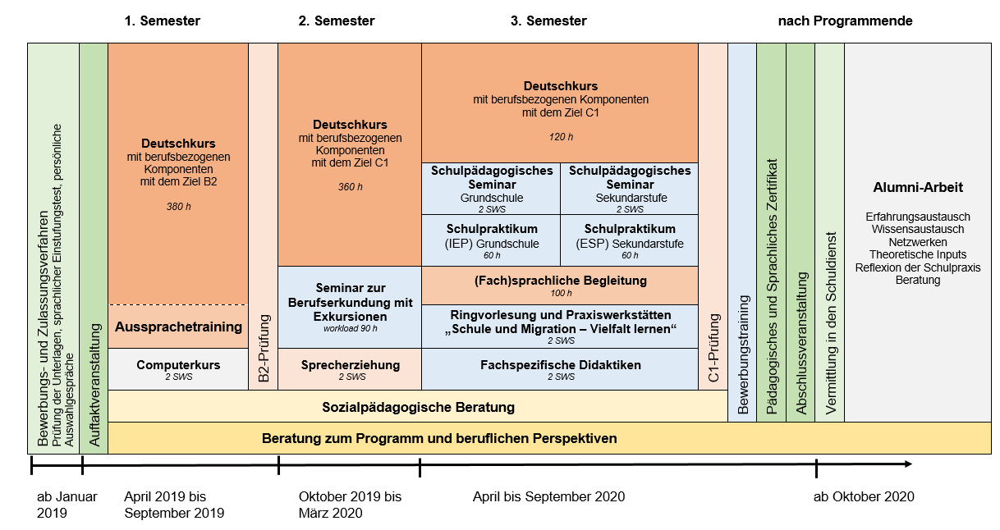 1. Semester
2. Semester
3. Semester
nach Programmende
Bewerbungs- und Zulassungsverfahren
Prüfung der Unterlagen, sprachlicher Einstufungstest, persönliche
Auswahlgespräche
Auftaktveranstaltung
Deutschkurs
mit berufsbezogenen
Komponenten
mit dem Ziel B2
380 h
Aussprachetraining
Computerkurs
2 SWS
B2-Prüfung
Deutschkurs
mit berufsbezogenen
Komponenten
mit dem Ziel C1
360 h
Seminar zur
Berufserkundung mit
Exkursionen
workload 90 h
Sprecherziehung
2 SWS
Deutschkurs
mit berufsbezogenen Komponenten
mit dem Ziel C1
120 h
Schulpädagogisches
Seminar
Grundschule
2 SWS
Schulpädagogisches
Seminar
Sekundarstufe
2 SWS
Schulpraktikum
(IEP) Grundschule
60 h
Schulpraktikum
(ESP) Sekundarstufe
60 h
(Fach)sprachliche Begleitung
100 h
Ringvorlesung und Praxiswerkstätten
„Schule und Migration – Vielfalt lernen“
2 SWS
Fachspezifische Didaktiken
2 SWS
C1-Prüfung
Bewerbungstraining
Pädagogisches und Sprachliches Zertifikat
Abschlussveranstaltung
Vermittlung in den Schuldienst
Alumni-Arbeit
Erfahrungsaustausch
Wissensaustausch
Netzwerken
Theoretische Inputs
Reflexion der Schulpraxis
Beratung
Sozialpädagogische Beratung
Beratung zum Programm und beruflichen Perspektiven
ab Januar
2019
April 2019 bis
September 2019
Oktober 2019 bis
März 2020
April bis September 2020
ab Oktober 2020